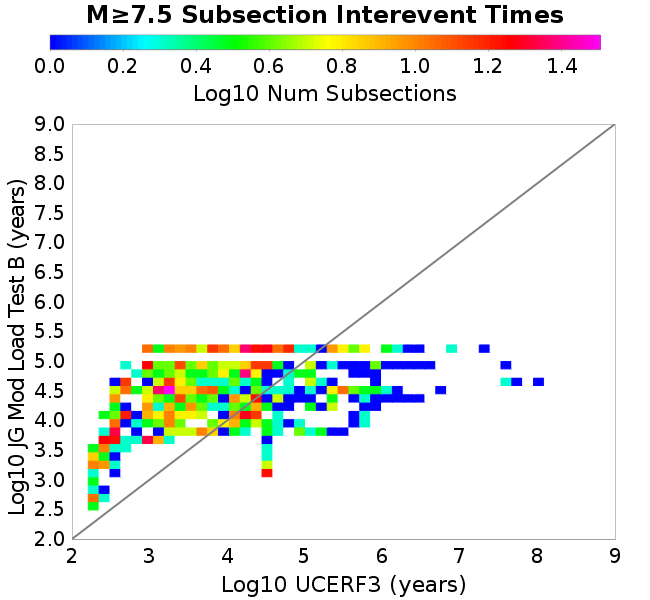 M≥7.5 Subsection Interevent Times
0.0 0.2 0.4 0.6 0.8 1.0 1.2 1.4
Log10 Num Subsections
9.0
8.5
8.0
7.5
7.0
6.5
6.0
5.5
5.0
4.5
4.0
3.5
3.0
2.5
2.0
Log10 JG Mod Load Test B (years)
2 3 4 5 6 7 8 9
Log10 UCERF3 (years)